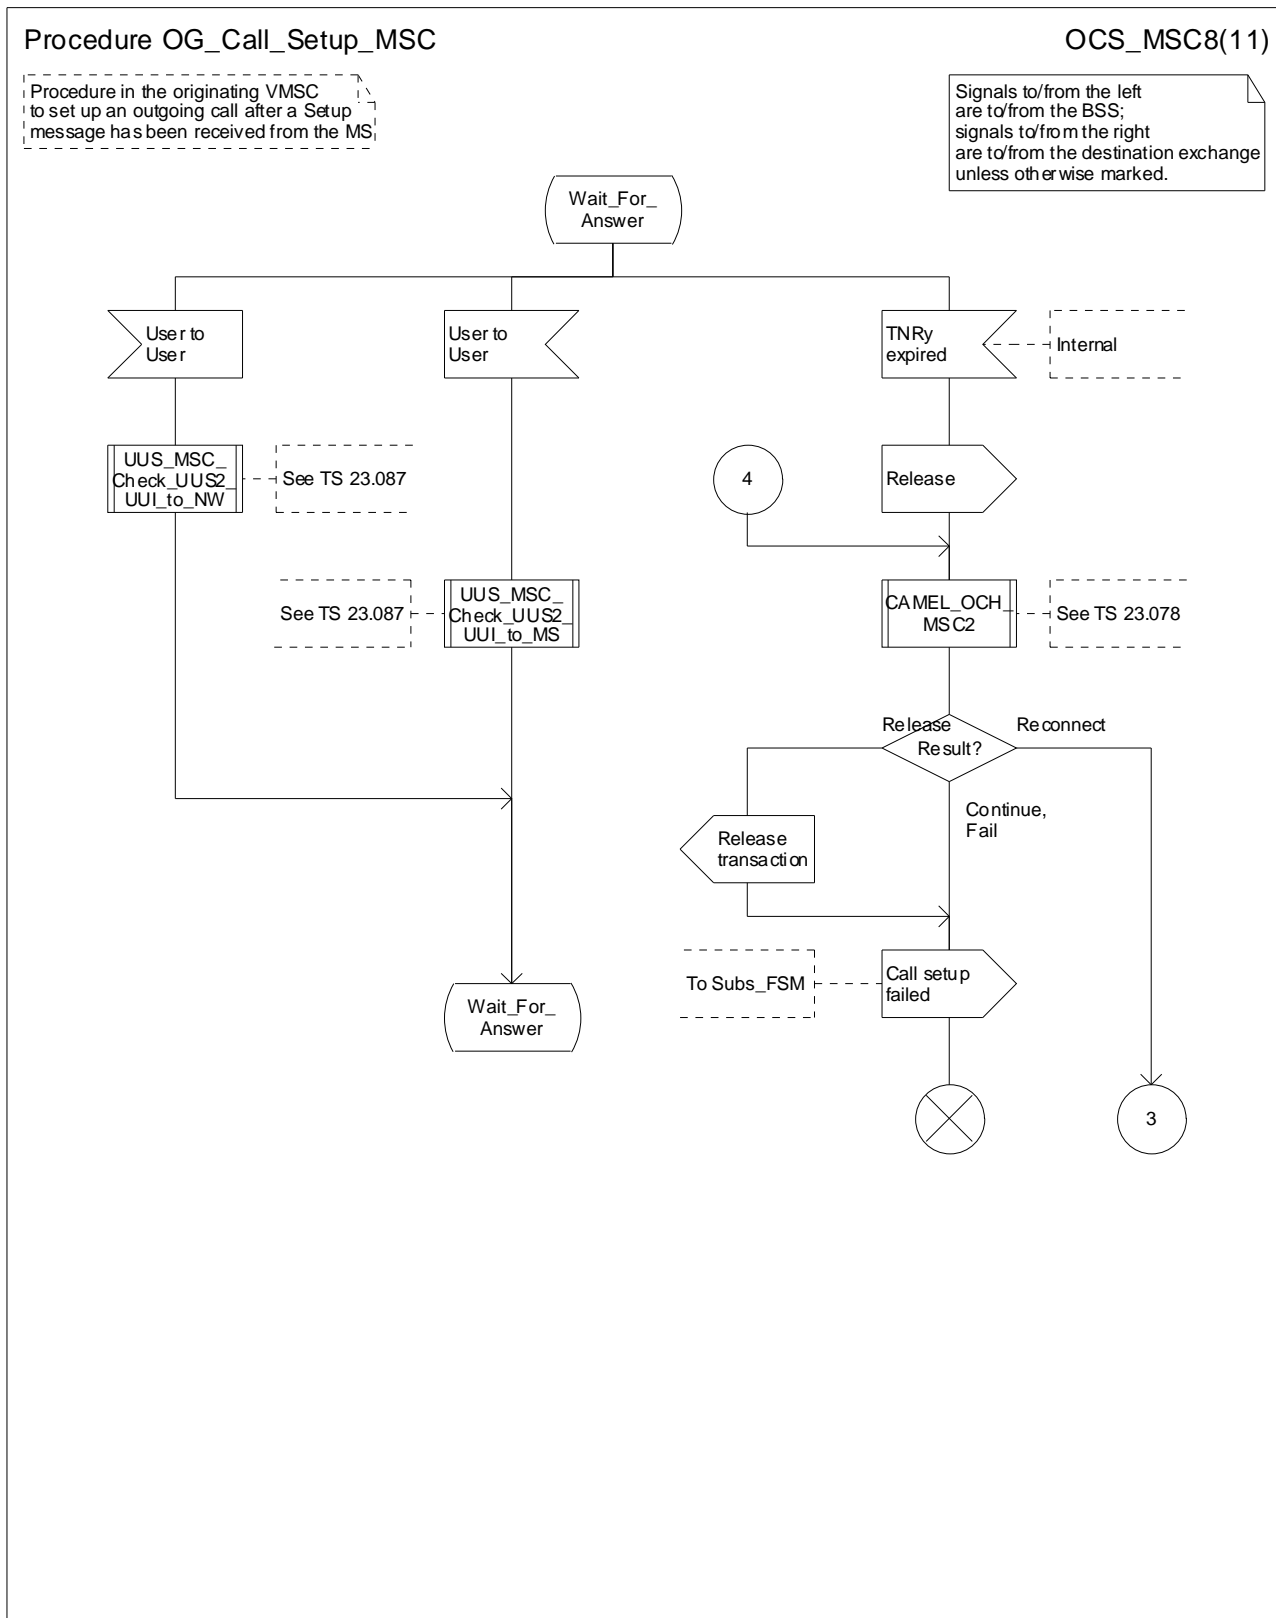 Procedure OG_Call_Setup_MSC
OCS_MSC8(11)
Procedure in the originating VMSC
to set up an outgoing call after a Setup
message has been received from the MS
Signals to/from the left
are to/from the BSS;
signals to/from the right
are to/from the destination exchange
unless otherwise marked.
Wait_For_
Answer
User to
User
User to
User
TNRy
expired
Internal
UUS_MSC_
Check_UUS2_
UUI_to_NW
See TS 23.087
4
Release
See TS 23.087
UUS_MSC_
Check_UUS2_
UUI_to_MS
CAMEL_OCH_
MSC2
See TS 23.078
Release
Result?
Reconnect
Continue,
Fail
Release
transaction
To Subs_FSM
Call setup
failed
Wait_For_
Answer
3